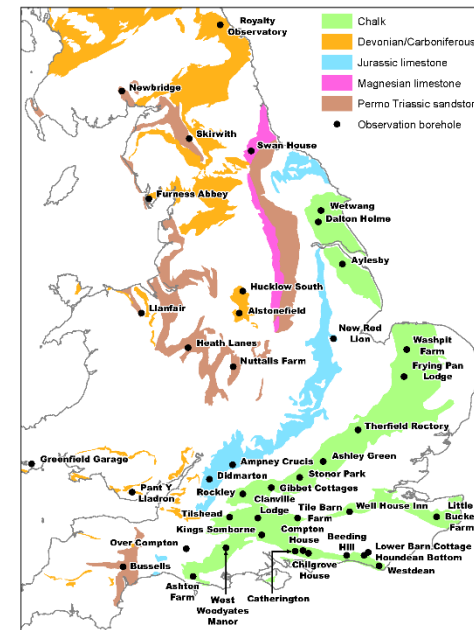 Royalty
Observatory
Chalk
Devonian/Carboniferous
Jurassic limestone
Magnesian limestone
Permo Triassic sandstor
Observation borehole
Newbridge
Skirwith
Swan House
Furness Abbey
Wetwang
Dalton Holme
Aylesby
Hucklow South
Alstonefield
Llanfair
Heath Lanes
Nuttalls Farm
New Red
Lion
Washpit
Farm
Frying Pan
Lodge
Therfield Rectory
Greenfield Garage
Pant Y
Lladron
Ampney Crucis
Ashley Green
Didmarton
Stonor Park
Rockley
Gibbet Cottages
Clanville
Lodge
Tile Barn
Farm
Well House Inn
Little
Bucket
Farm
Tilshead
Kings Somborne
Compton
House
Beeding
Hill
Lower Barn Cottage
Houndean Bottom
Over Compton
Bussells
Ashton
Farm
West
Woodyates
Manor
Catherington
Chilgrove
House
Westdean